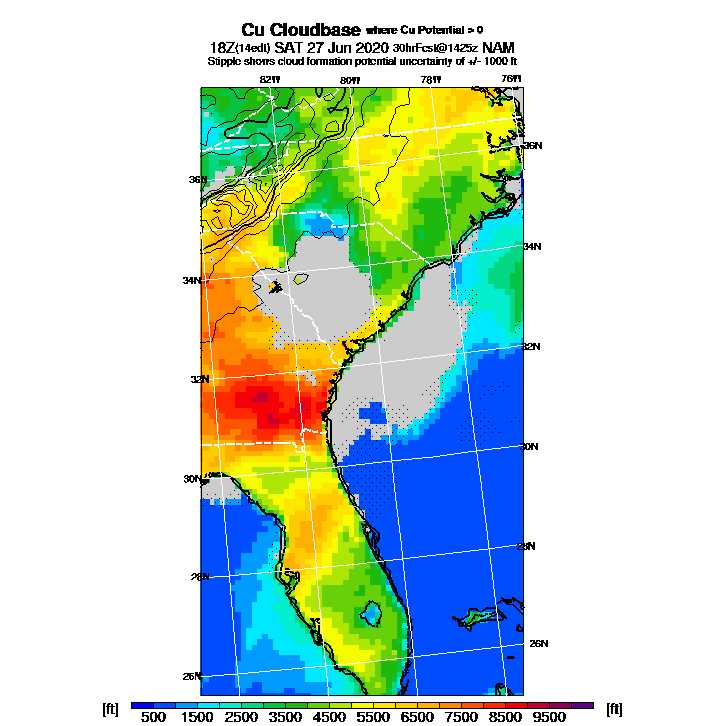 Cu Cloudbase where Cu Potential > 0
18Z(14edt) SAT 27 Jun 2020 30hrFcst@1425z NAM
Stipple shows cloud formation potential uncertainty of +/- 1000 ft
82W 80W 78W 76W
36N
36N
34N
34N
32N
32N
30N
30N
28N
28N
26N
26N
[ft] 500 1500 2500 3500 4500 5500 6500 7500 8500 9500 [ft]